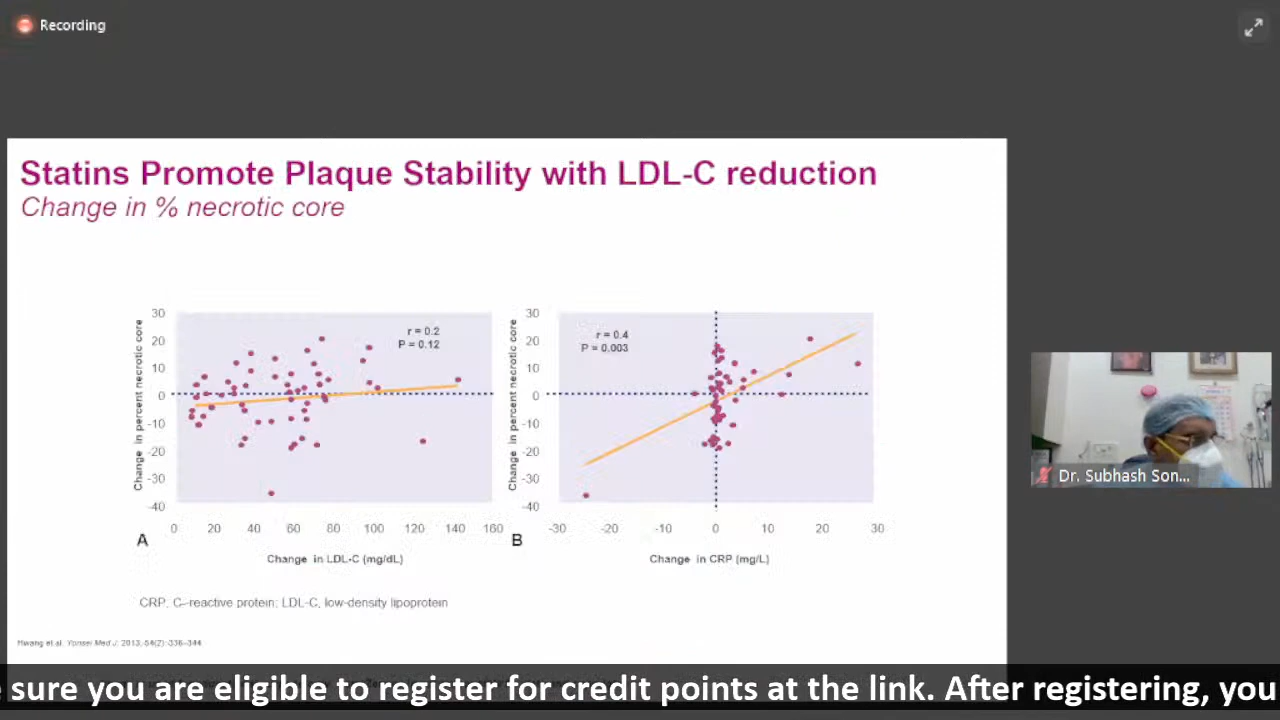 Recording
Statins Promote Plaque Stability with LDL-C reduction
Change in % necrotic core
Change in percent necrotic core
30
20
10
0
-10
-20
-30
-40
r = 0.2
P = 0.12
0 20 40 60 80 100 120 140 160
A
Change in LDL-C (mg/dL)
Change in percent necrotic core
30
20
10
0
-10
-20
-30
-40
r = 0.4
P = 0.003
-30 -20 -10 0 10 20 30
B
Change in CRP (mg/L)
CRP, C-reactive protein; LDL-C, low-density lipoprotein
Hwang et al. Yonsei Med J. 2013; 54(2):336-344
Dr. Subhash Son...
sure you are eligible to register for credit points at the link. After registering, you